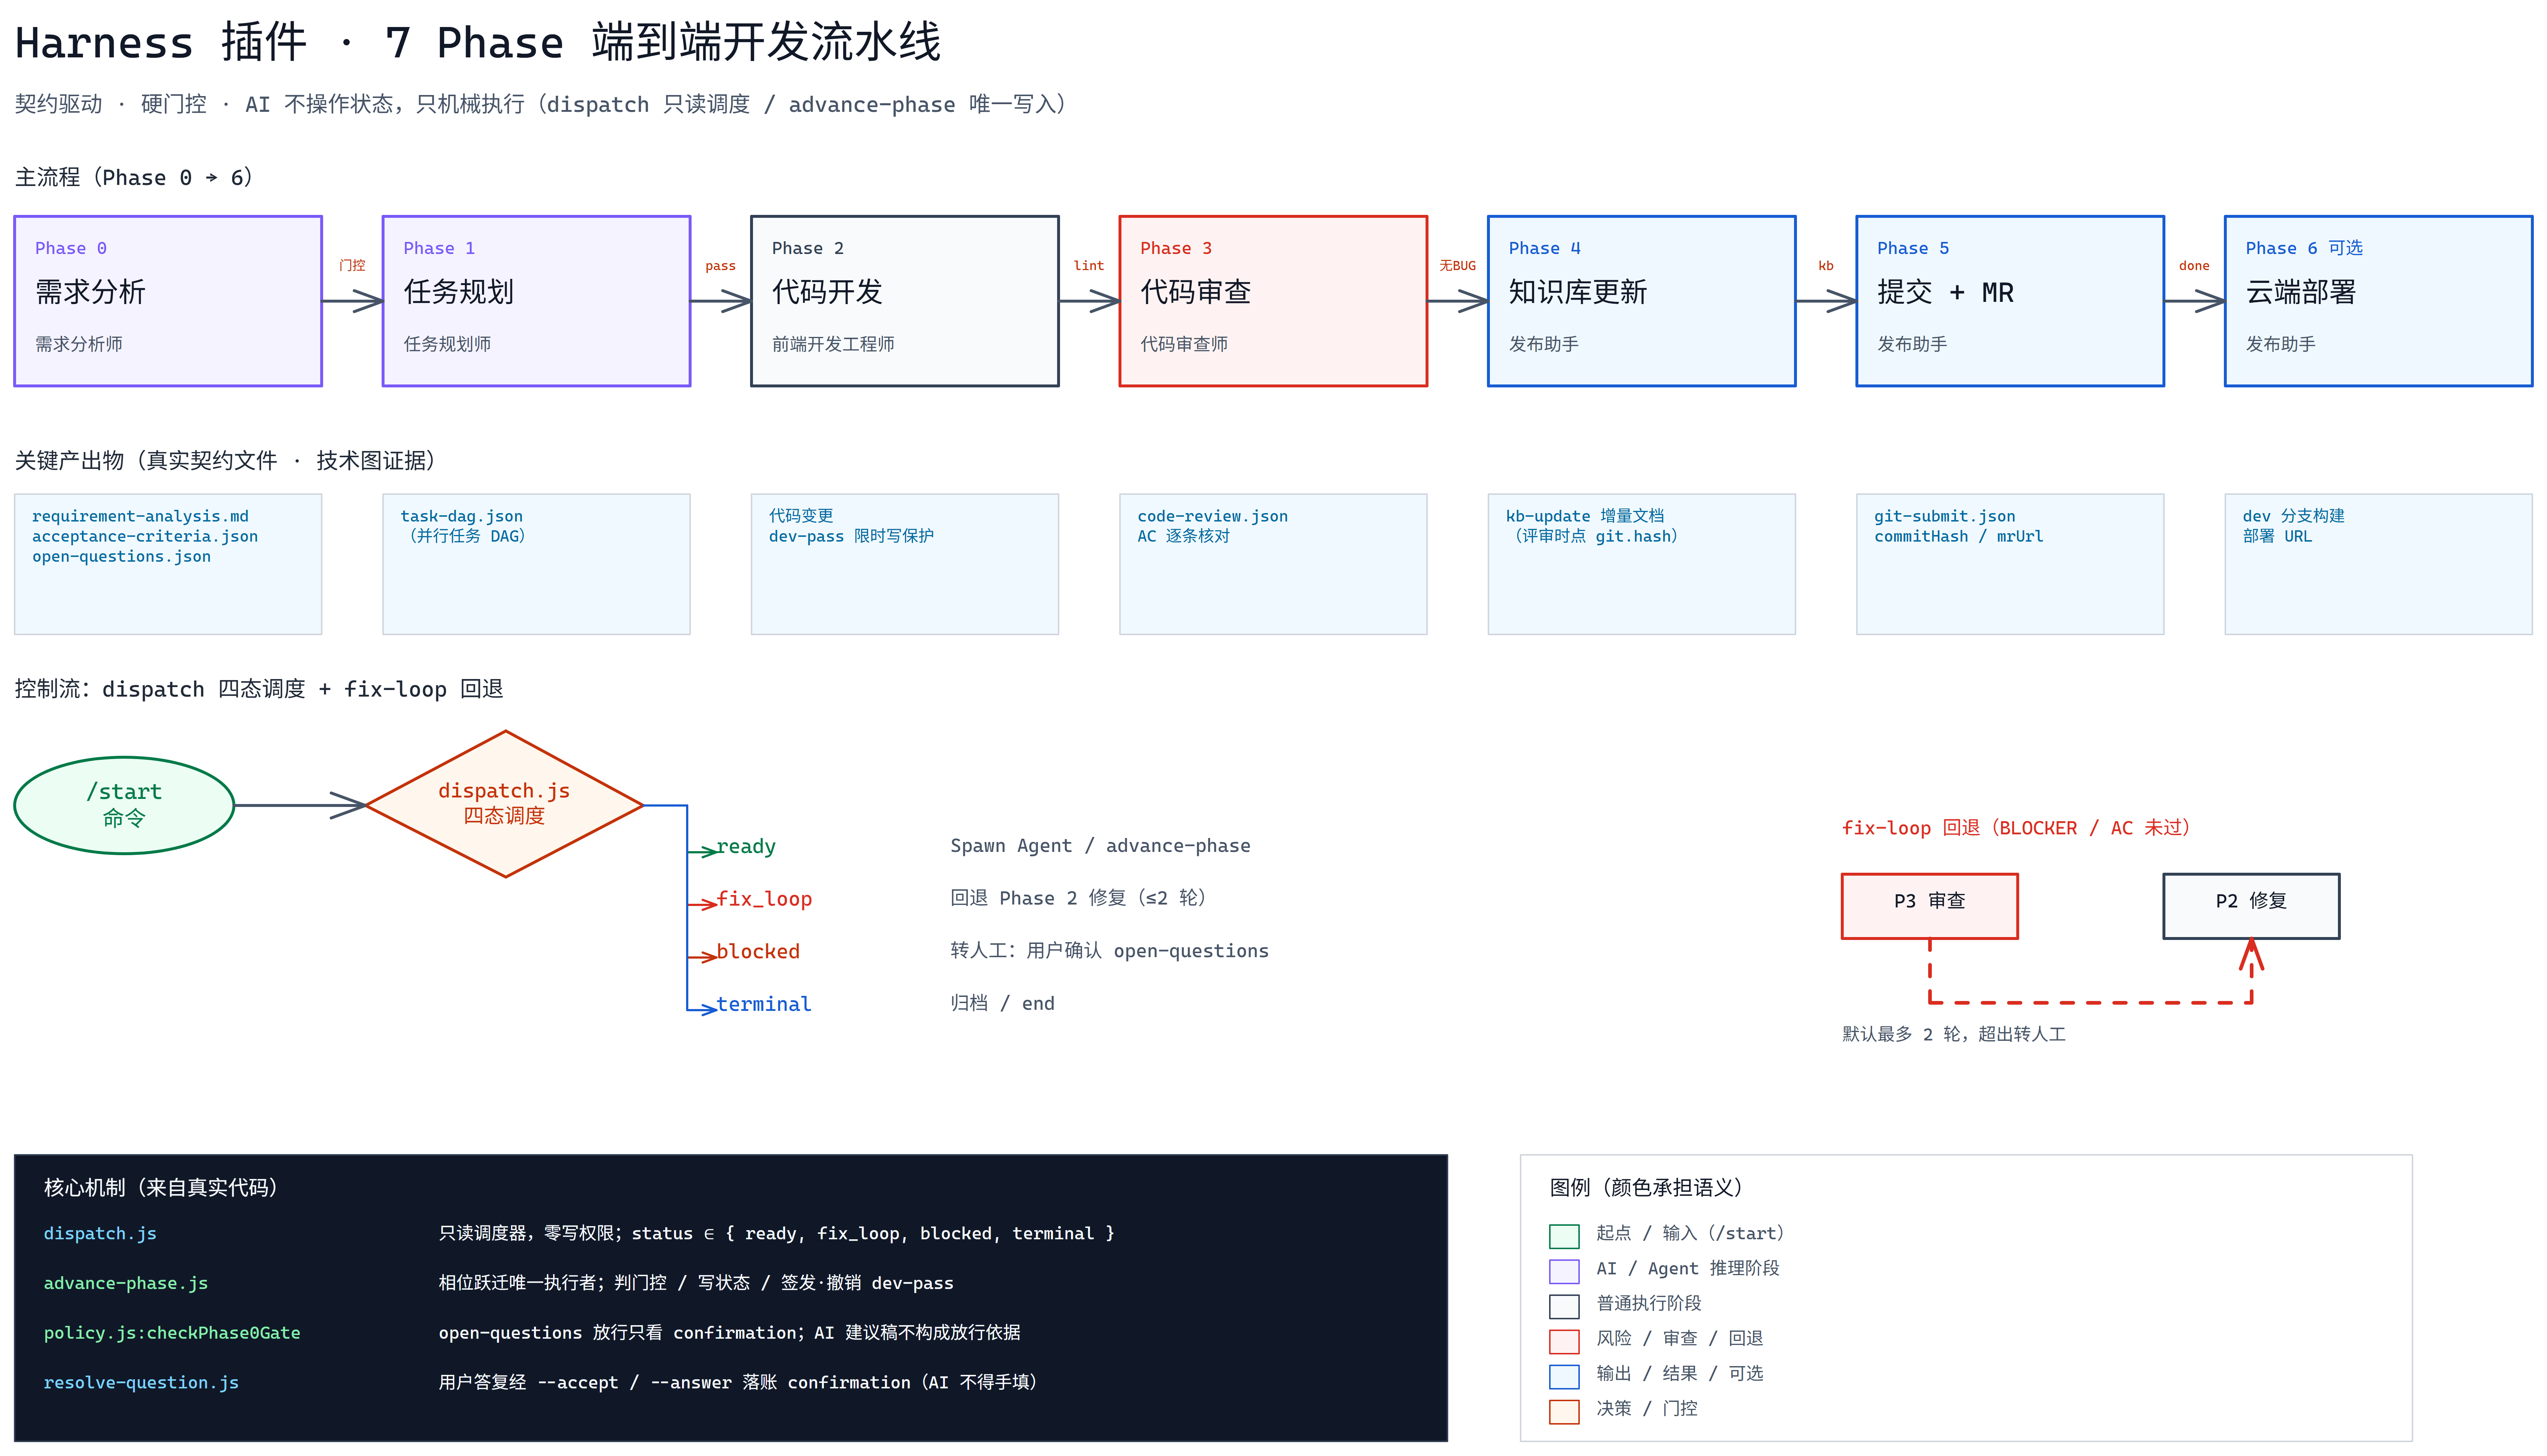 Harness 插件 · 7 Phase 端到端开发流水线
契约驱动 · 硬门控 · AI 不操作状态，只机械执行（dispatch 只读调度 / advance-phase 唯一写入）
主流程（Phase 0 → 6）
Phase 0
需求分析
需求分析师
门控
Phase 1
任务规划
任务规划师
pass
Phase 2
代码开发
前端开发工程师
lint
Phase 3
代码审查
代码审查师
无BUG
Phase 4
知识库更新
发布助手
kb
Phase 5
提交 + MR
发布助手
done
Phase 6 可选
云端部署
发布助手
关键产出物（真实契约文件 · 技术图证据）
requirement-analysis.md
acceptance-criteria.json
open-questions.json
task-dag.json
（并行任务 DAG）
代码变更
dev-pass 限时写保护
code-review.json
AC 逐条核对
kb-update 增量文档
（评审时点 git.hash）
git-submit.json
commitHash / mrUrl
dev 分支构建
部署 URL
控制流：dispatch 四态调度 + fix-loop 回退
/start
命令
dispatch.js
四态调度
ready
Spawn Agent / advance-phase
fix_loop
回退 Phase 2 修复（≤2 轮）
blocked
转人工：用户确认 open-questions
terminal
归档 / end
fix-loop 回退（BLOCKER / AC 未过）
P3 审查
P2 修复
默认最多 2 轮，超出转人工
核心机制（来自真实代码）
dispatch.js
只读调度器，零写权限；status ∈ { ready, fix_loop, blocked, terminal }
advance-phase.js
相位跃迁唯一执行者；判门控 / 写状态 / 签发·撤销 dev-pass
policy.js:checkPhase0Gate
open-questions 放行只看 confirmation；AI 建议稿不构成放行依据
resolve-question.js
用户答复经 --accept / --answer 落账 confirmation（AI 不得手填）
图例（颜色承担语义）
起点 / 输入（/start）
AI / Agent 推理阶段
普通执行阶段
风险 / 审查 / 回退
输出 / 结果 / 可选
决策 / 门控